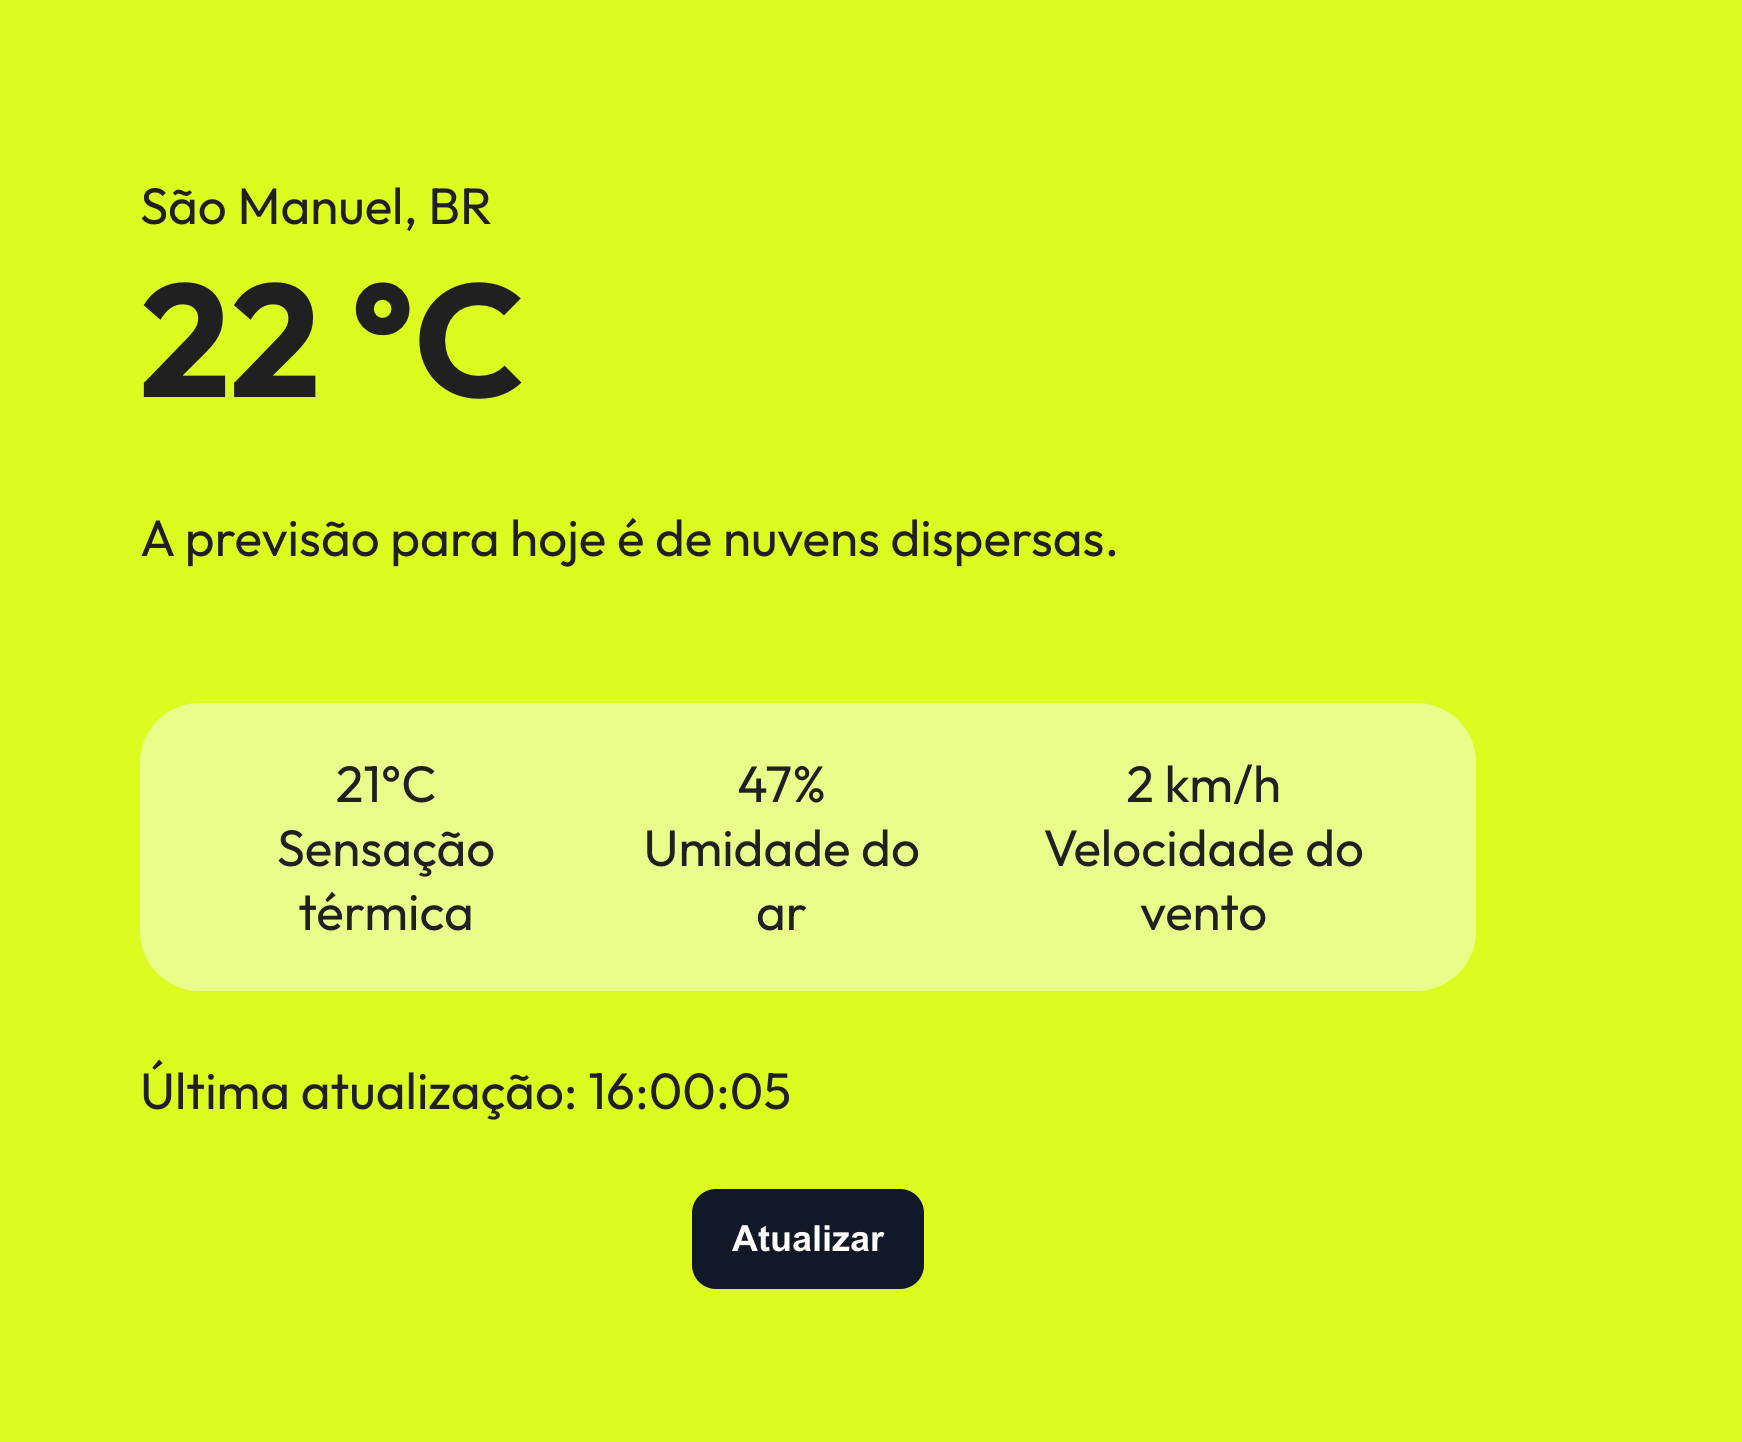 São Manuel, BR
22 °C
A previsão para hoje é de nuvens dispersas.
21°C
Sensação
térmica
47%
Umidade do
ar
2 km/h
Velocidade do
vento
Última atualização: 16:00:05
Atualizar